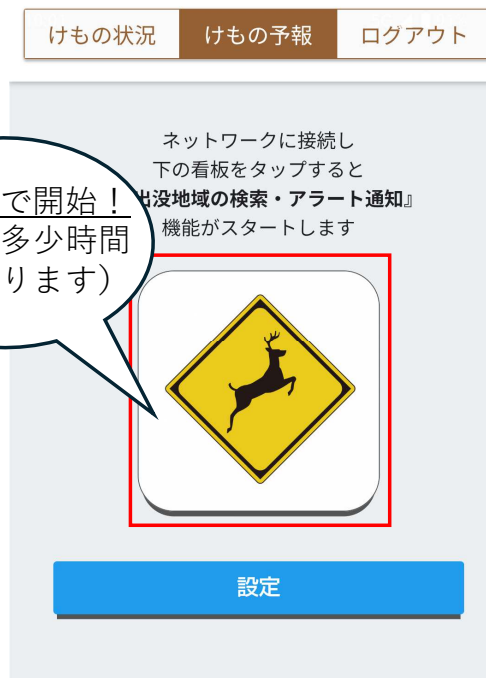 けもの状況 けもの予報 ログアウト
ネットワークに接続し
下の看板をタップすると
出没地域の検索・アラート通知』
機能がスタートします
で開始！
多少時間
ります）
設定